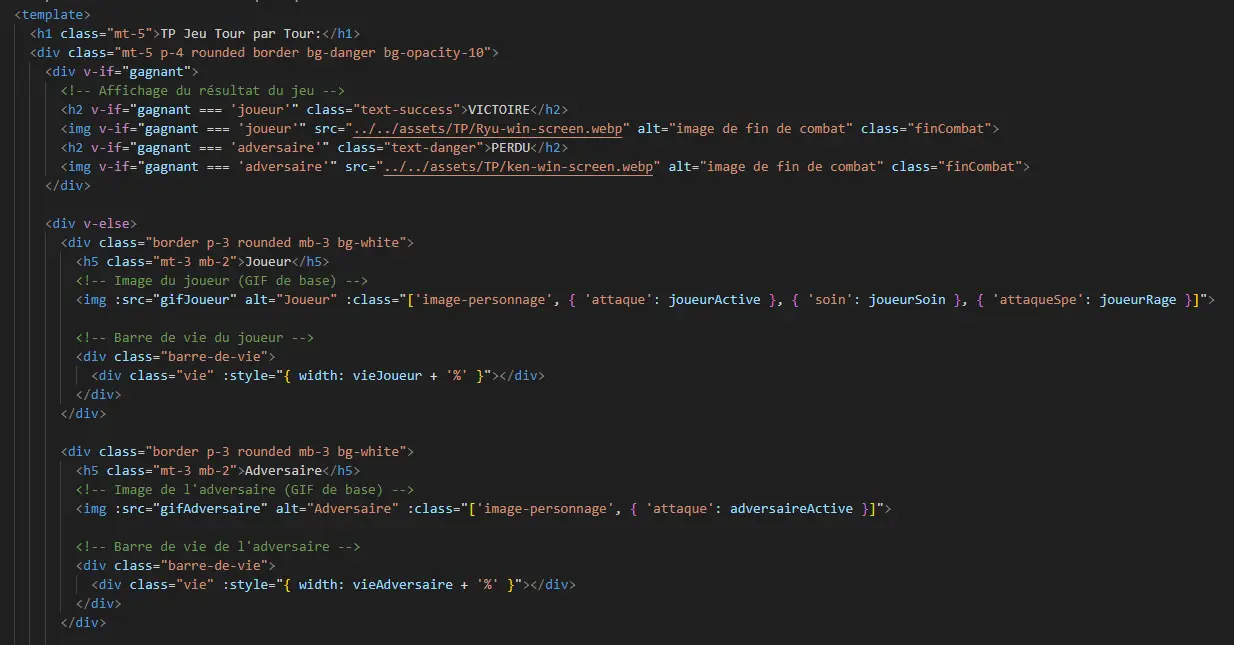 <template>
<h1 class="mt-5">TP Jeu Tour par Tour:</h1>
<div class="mt-5 p-4 rounded border bg-danger bg-opacity-10">
<div v-if="gagnant">
<!-- Affichage du résultat du jeu -->
<h2 v-if="gagnant === 'joueur'" class="text-success">VICTOIRE</h2>
<img v-if="gagnant === 'joueur'" src="../../assets/TP/Ryu-win-screen.webp" alt="image de fin de combat" class="finCombat">
<h2 v-if="gagnant === 'adversaire'" class="text-danger">PERDU</h2>
<img v-if="gagnant === 'adversaire'" src="../../assets/TP/ken-win-screen.webp" alt="image de fin de combat" class="finCombat">
</div>
<div v-else>
<div class="border p-3 rounded mb-3 bg-white">
<h5 class="mt-3 mb-2">Joueur</h5>
<!-- Image du joueur (GIF de base) -->
<img :src="gifJoueur" alt="Joueur" :class="['image-personnage', { 'attaque': joueurActive }, { 'soin': joueurSoin }, { 'attaqueSpe': joueurRage }]">
<!-- Barre de vie du joueur -->
<div class="barre-de-vie">
<div class="vie" :style="{ width: vieJoueur + '%' }"></div>
</div>
</div>
<div class="border p-3 rounded mb-3 bg-white">
<h5 class="mt-3 mb-2">Adversaire</h5>
<!-- Image de l'adversaire (GIF de base) -->
<img :src="gifAdversaire" alt="Adversaire" :class="['image-personnage', { 'attaque': adversaireActive }]">
<!-- Barre de vie de l'adversaire -->
<div class="barre-de-vie">
<div class="vie" :style="{ width: vieAdversaire + '%' }"></div>
</div>
</div>